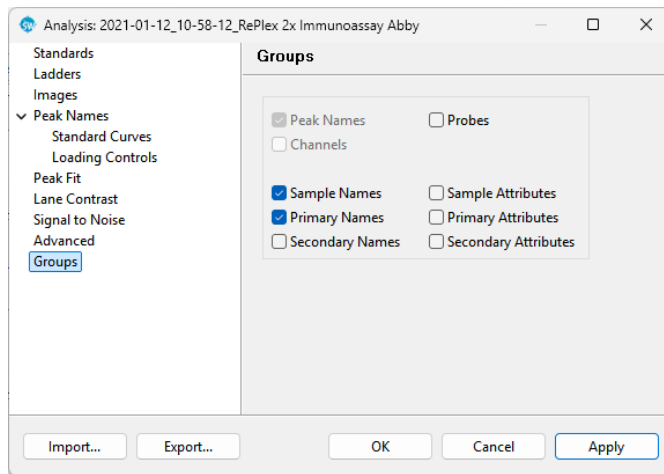 SW Analysis: 2021-01-12_10-58-12_RePlex 2x Immunoassay Abby
Standards
Ladders
Images
Peak Names
Standard Curves
Loading Controls
Peak Fit
Lane Contrast
Signal to Noise
Advanced
Groups
Groups
Peak Names Probes
Channels
Sample Names Sample Attributes
Primary Names Primary Attributes
Secondary Names Secondary Attributes
Import... Export... OK Cancel Apply